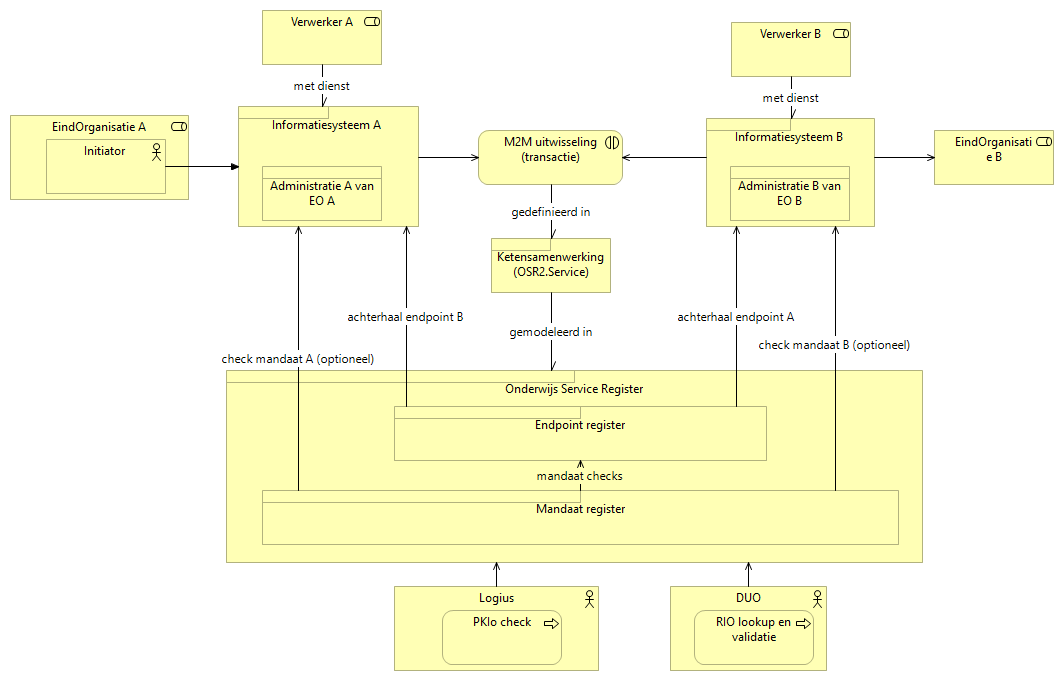 Verwerker A
Verwerker B
met dienst
met dienst
EindOrganisatie A
Initiator
Informatiesysteem A
Administratie A van
EO A
M2M uitwisseling
(transactie)
Informatiesysteem B
Administratie B van
EO B
EindOrganisati
e B
gedefinieerd in
Ketensamenwerking
(OSR2.Service)
achterhaal endpoint B
gemodeleerd in
achterhaal endpoint A
check mandaat A (optioneel)
check mandaat B (optioneel)
Onderwijs Service Register
Endpoint register
mandaat checks
Mandaat register
Logius
PKIo check
DUO
RIO lookup en
validatie